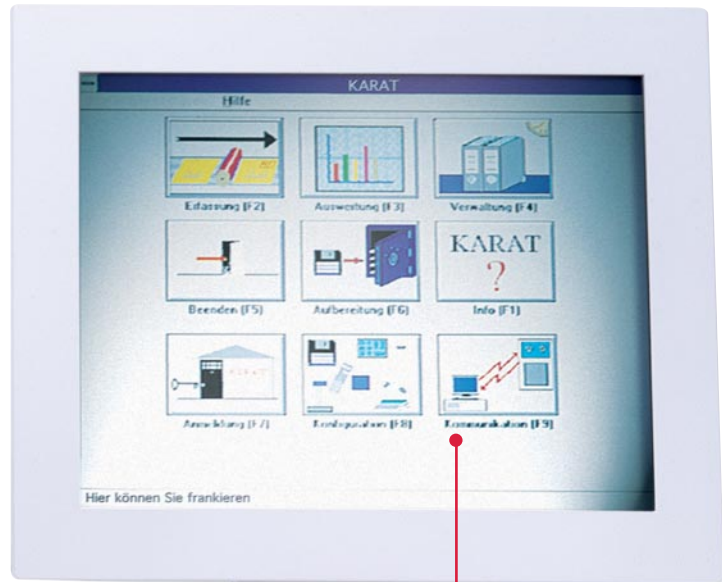 KARAT
Hilfe
Erfassung (F2) Auswertung (F3) Verwaltung (F4)
KARAT
?
Beenden (F5) Aufbereitung (F6) Info (F1)
KARAT
Anmeldung (F7) Konfiguration (F8) Kommunikation (F9)
Hier können Sie frankieren